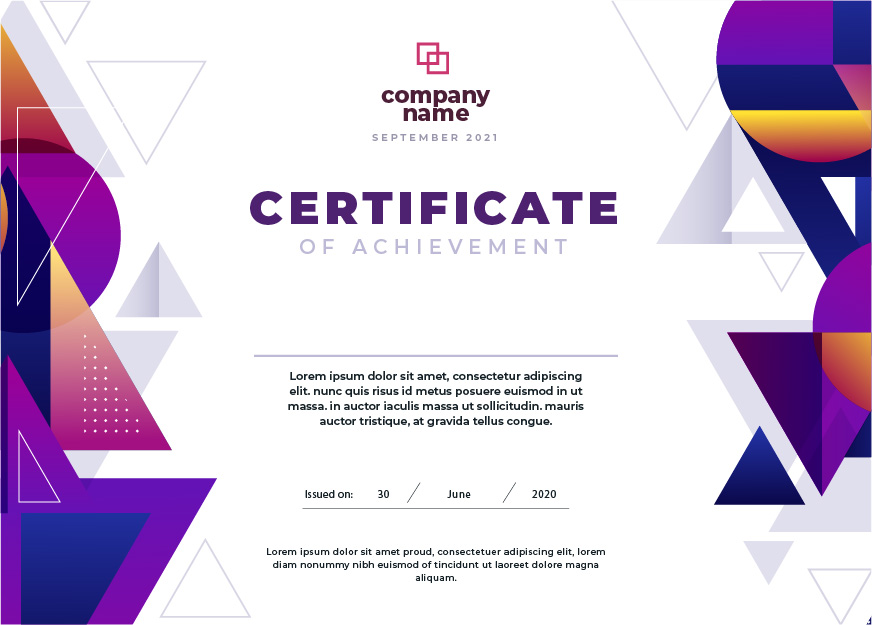 company
name
SEPTEMBER 2021
CERTIFICATE
OF ACHIEVEMENT
Lorem ipsum dolor sit amet, consectetur adipiscing
elit. nunc quis risus id metus posuere euismod in ut
massa. in auctor iaculis massa ut sollicitudin. mauris
auctor tristique, at gravida tellus congue.
Issued on: 30 / June / 2020
Lorem ipsum dolor sit amet proud, consectetuer adipiscing elit, lorem
diam nonummy nibh euismod of tincidunt ut laoreet dolore magna
aliquam.